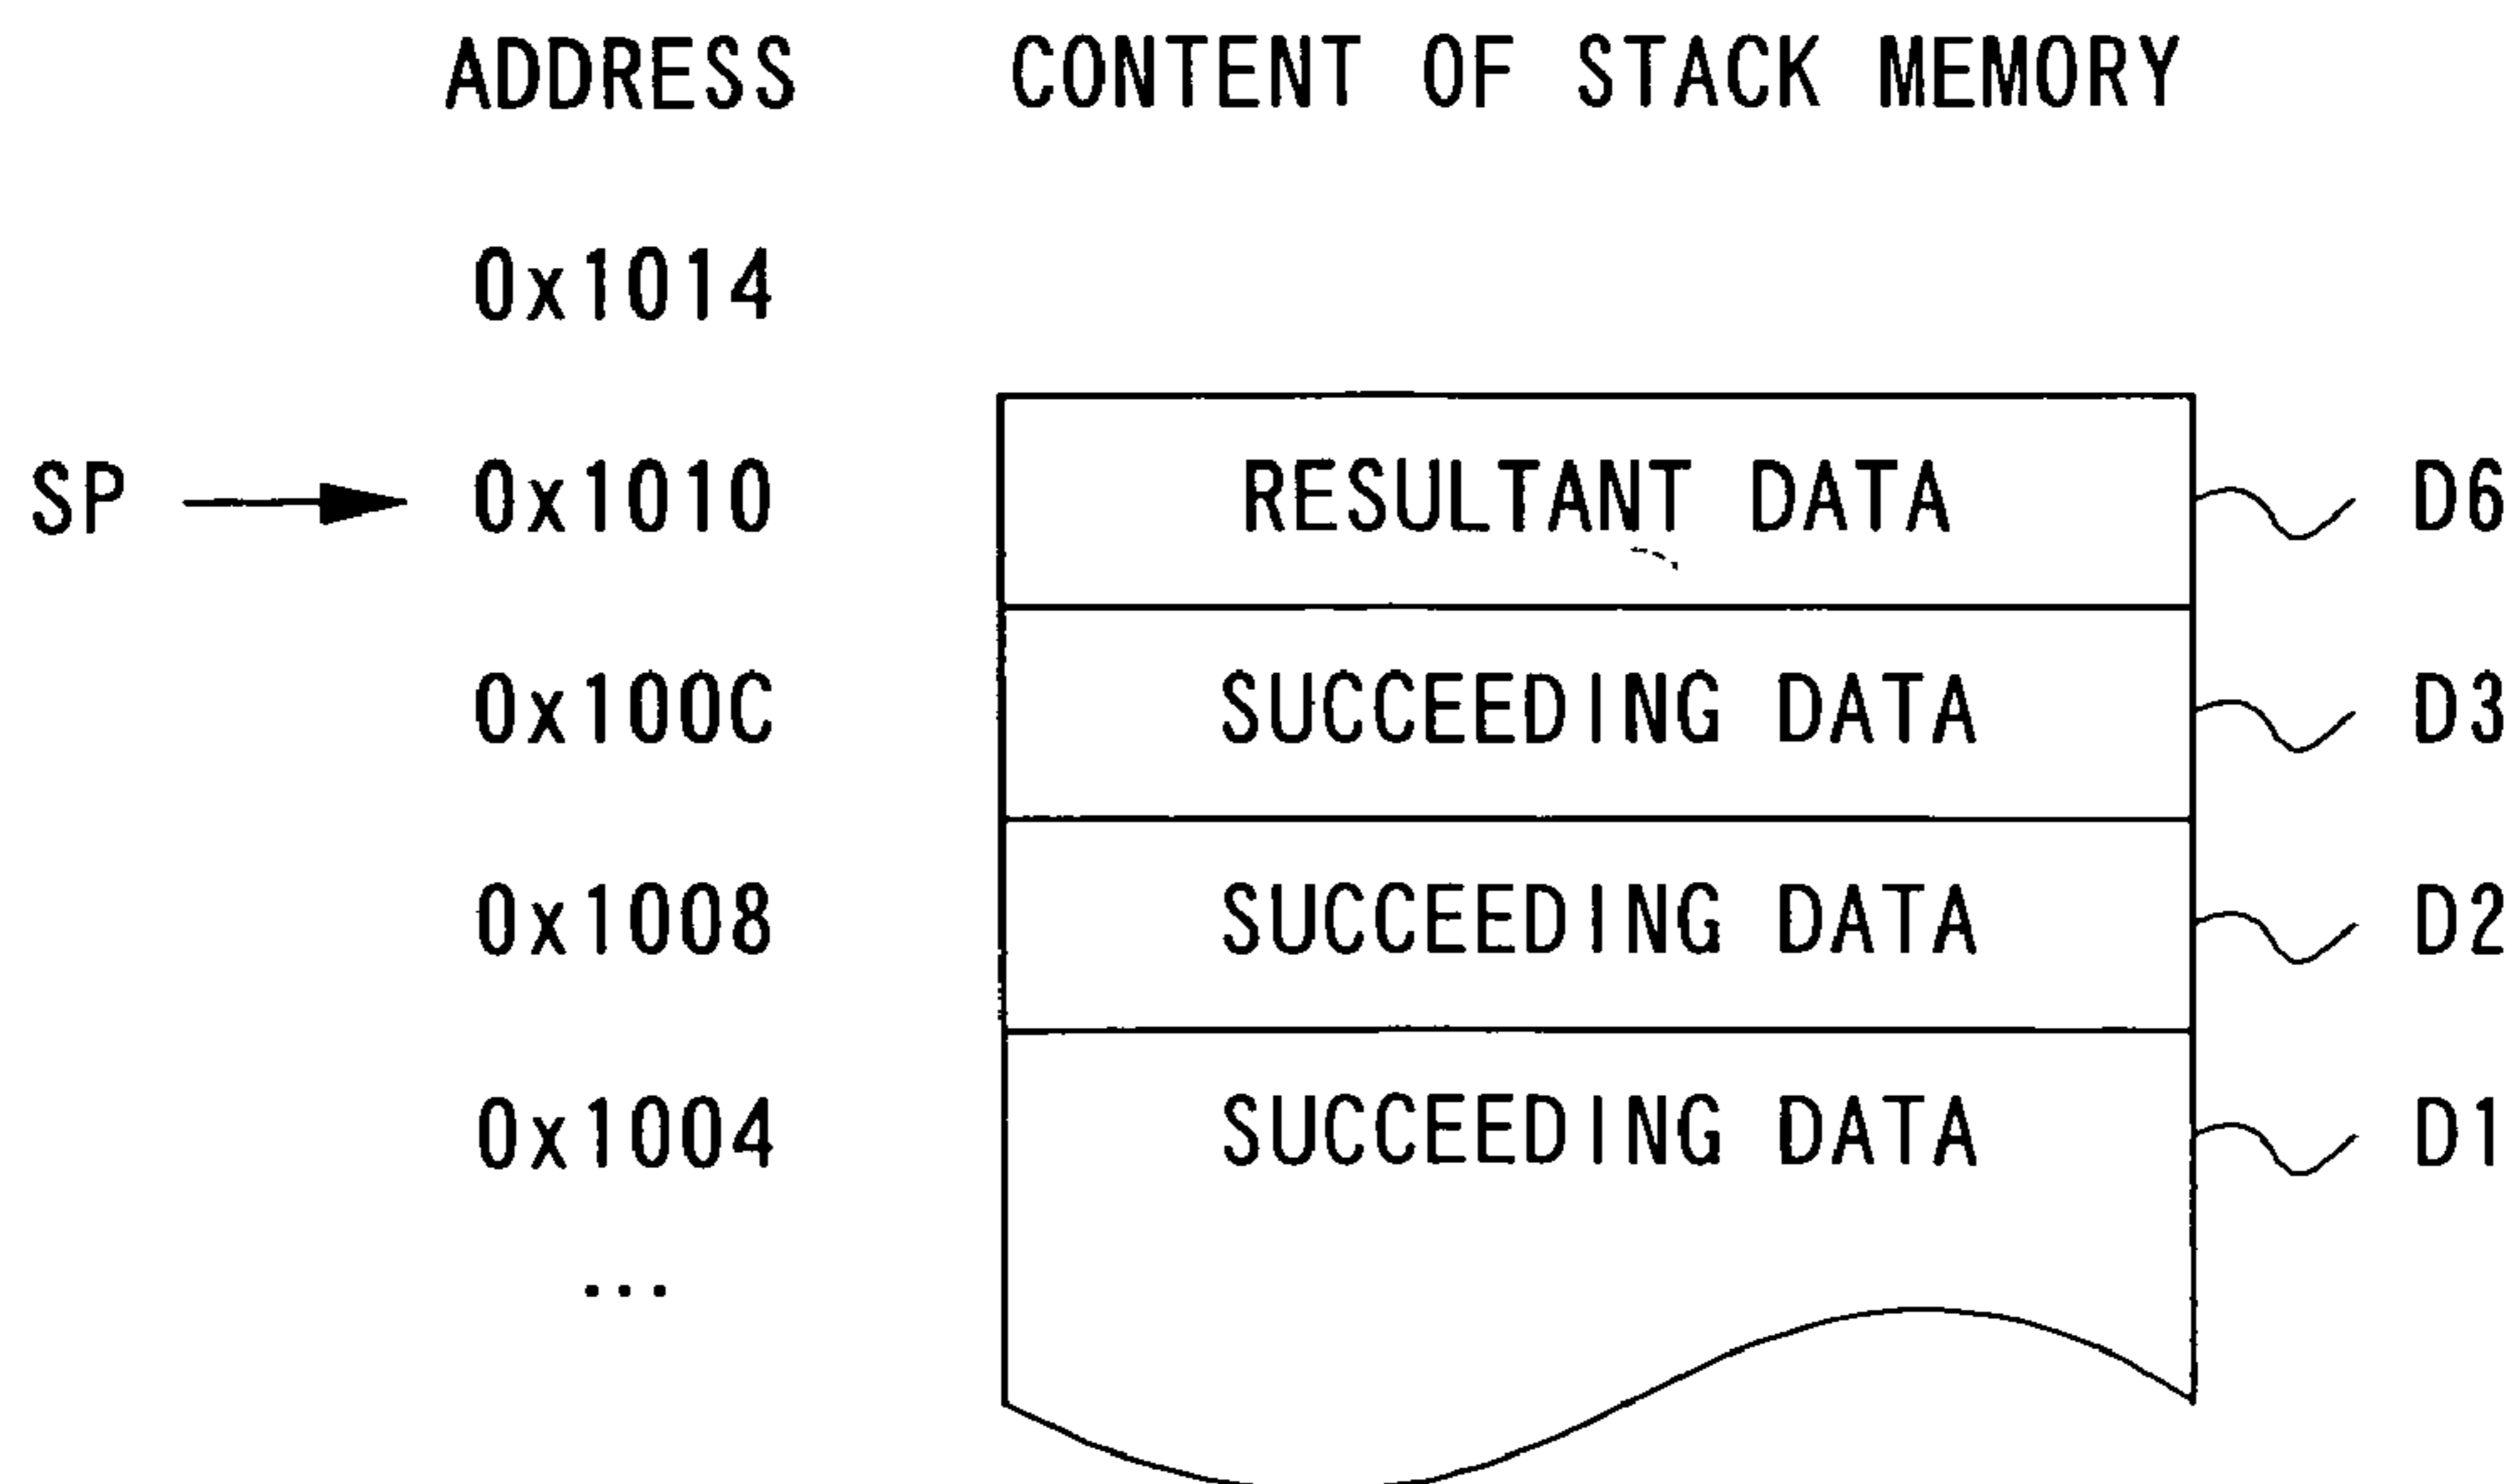 ADDRESS CONTENT OF STACK MEMORY
0x1014
SP 0x1010 RESULTANT DATA D6
0x100C SUCCEEDING DATA D3
0x1008 SUCCEEDING DATA D2
0x1004 SUCCEEDING DATA D1
...